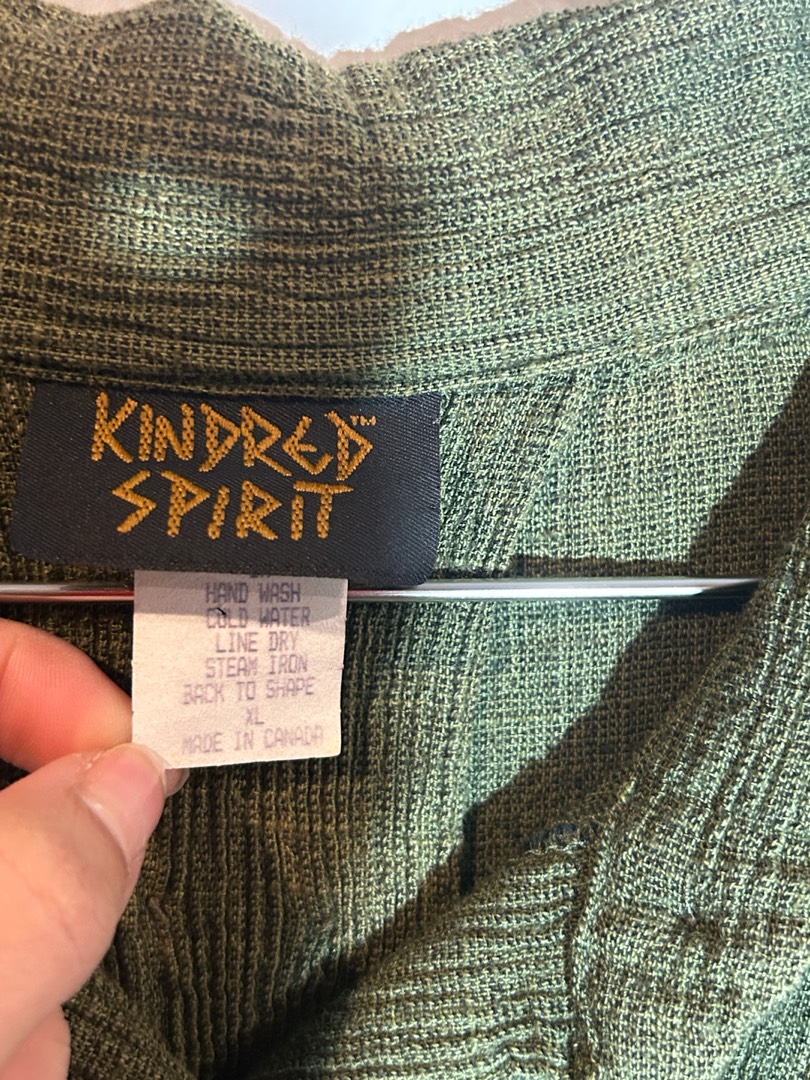 KINDRED™
SPIRIT
HAND WASH
COLD WATER
LINE DRY
STEAM IRON
BACK TO SHAPE
XL
MADE IN CANADA